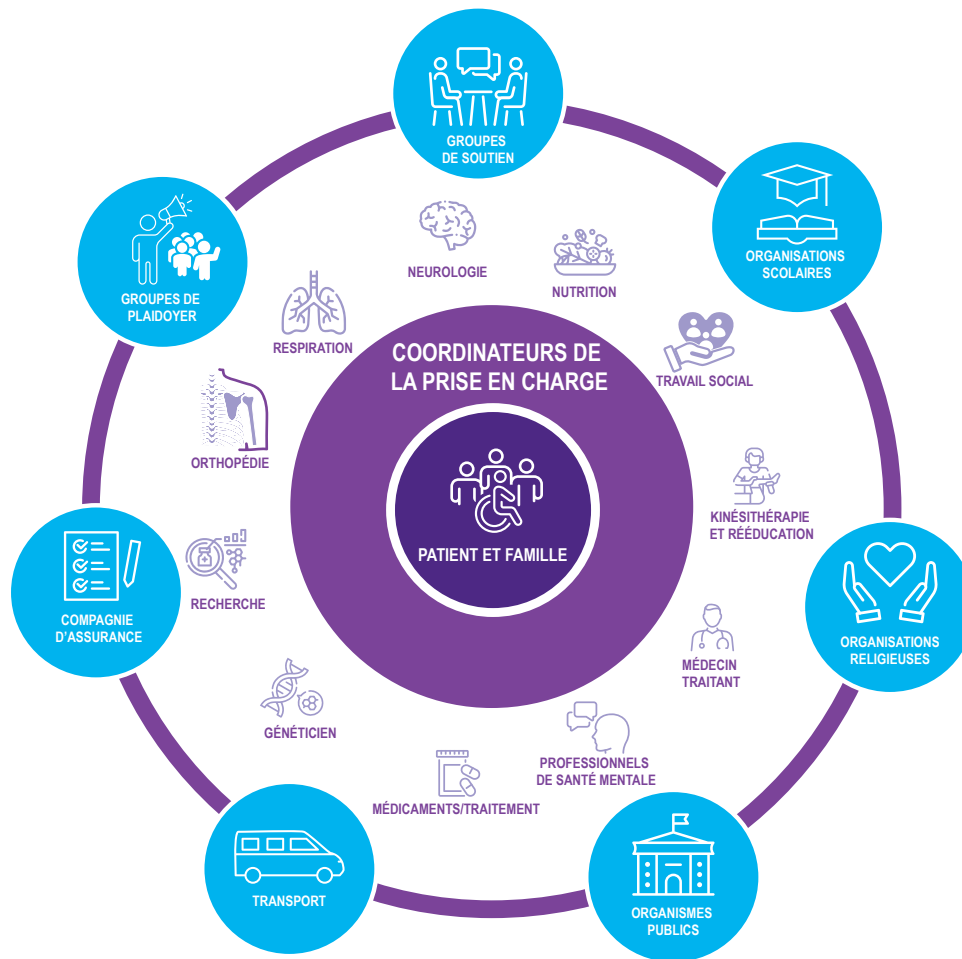 GROUPES
DE SOUTIEN
ORGANISATIONS
SCOLAIRES
GROUPES DE
PLAIDOYER
NEUROLOGIE
NUTRITION
RESPIRATION
TRAVAIL SOCIAL
COORDINATEURS DE
LA PRISE EN CHARGE
ORTHOPÉDIE
KINÉSITHÉRAPIE
ET RÉÉDUCATION
PATIENT ET FAMILLE
RECHERCHE
COMPAGNIE
D’ASSURANCE
ORGANISATIONS
RELIGIEUSES
MÉDECIN
TRAITANT
GÉNÉTICIEN
PROFESSIONNELS
DE SANTÉ MENTALE
MÉDICAMENTS/TRAITEMENT
TRANSPORT
ORGANISMES
PUBLICS